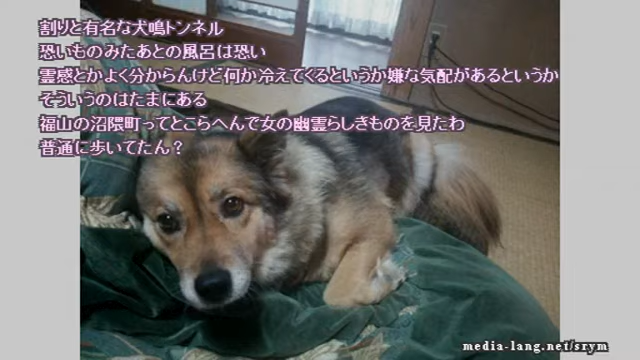 割りと有名な犬鳴トンネル
恐いものみたあとの風呂は恐い
霊感とかよく分からんけど何か冷えてくるというか嫌な気配があるというか
そういうのはたまにある
福山の沼隈町ってとこらへんで女の幽霊らしきものを見たわ
普通に歩いてたん？
media-lang.net/srym